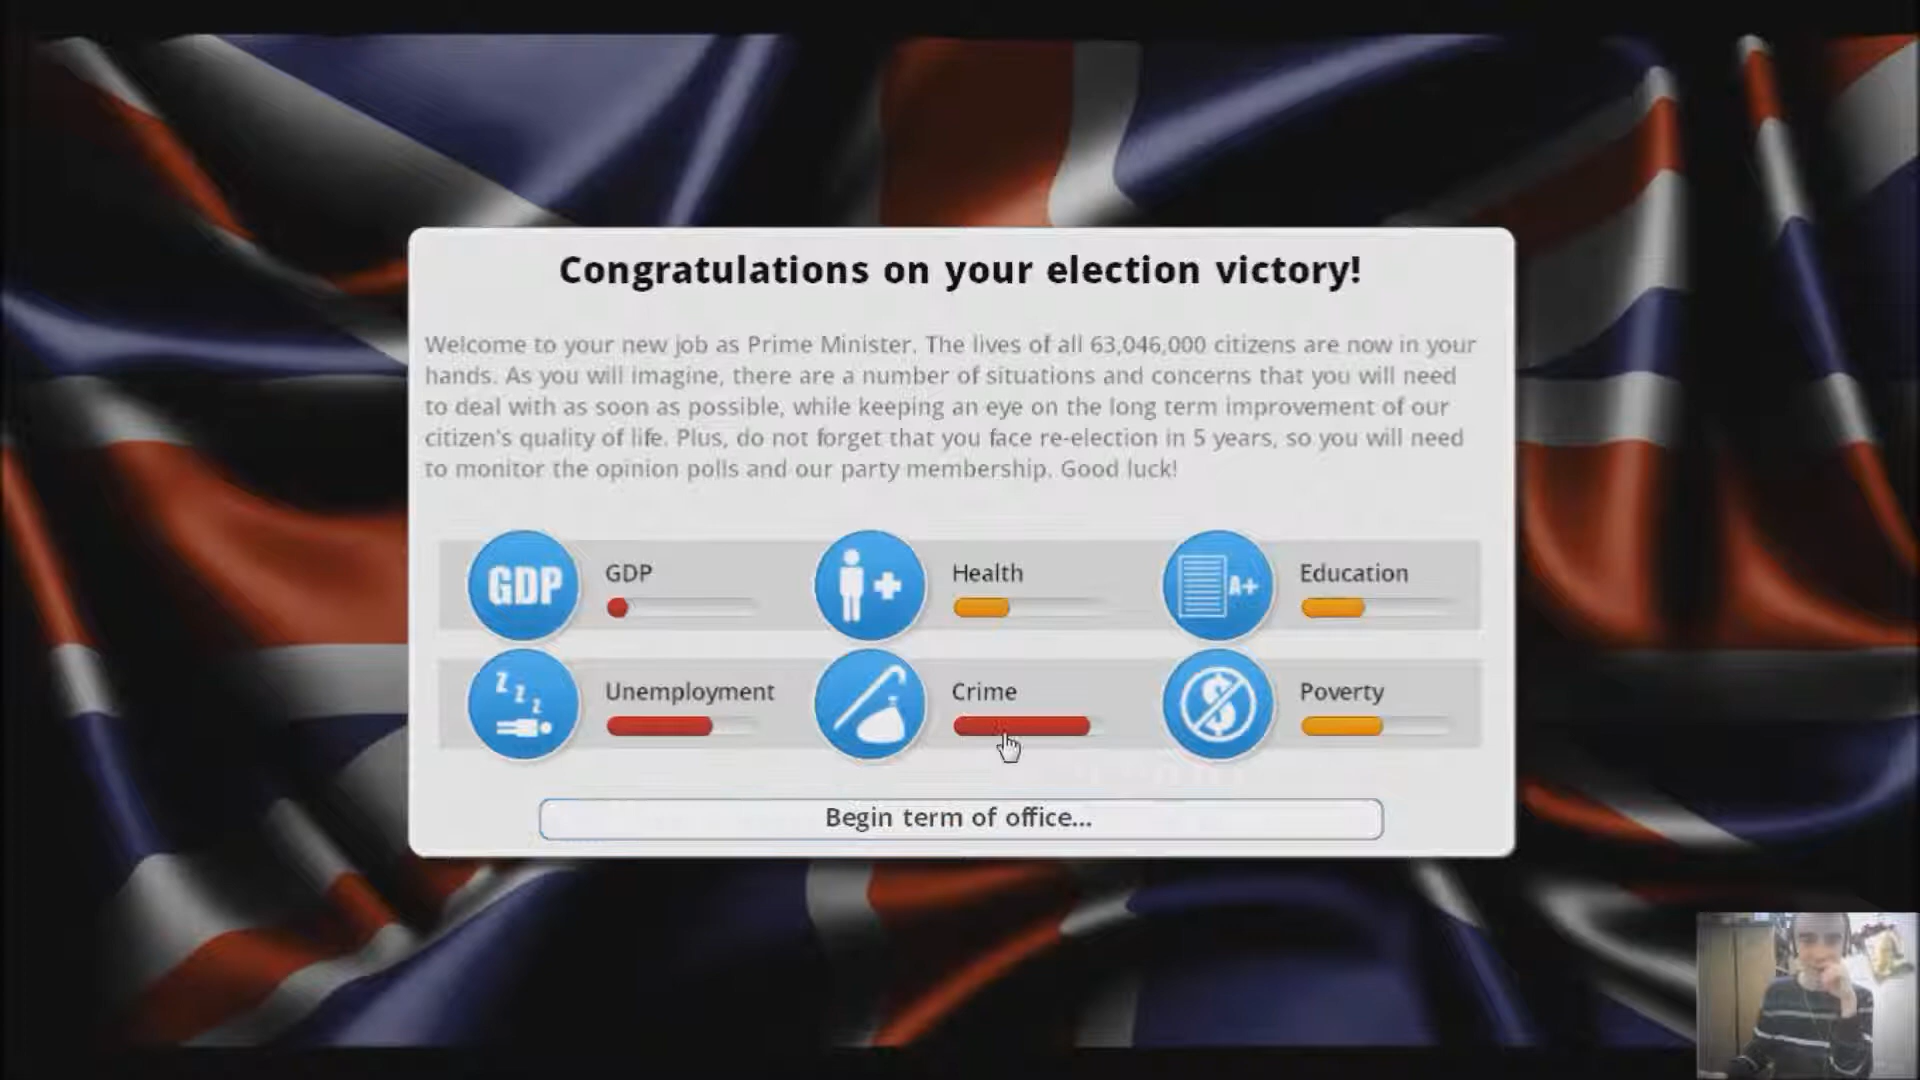 Congratulations on your election victory!
Welcome to your new job as Prime Minister. The lives of all 63,046,000 citizens are now in your
hands. As you will imagine, there are a number of situations and concerns that you will need
to deal with as soon as possible, while keeping an eye on the long term improvement of our
citizen's quality of life. Plus, do not forget that you face re-election in 5 years, so you will need
to monitor the opinion polls and our party membership. Good luck!
GDP GDP
Health
A+ Education
z z z Unemployment
Crime
$ Poverty
Begin term of office...